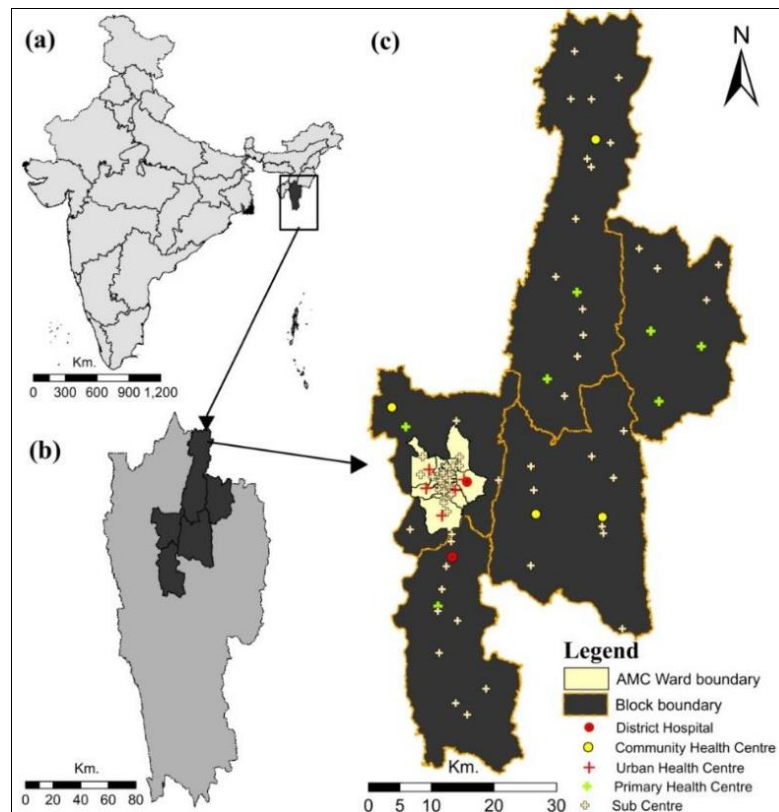 (a)
Km.
0 300 600 900 1,200
(b)
Km.
0 20 40 60 80
(c)
N
Legend
AMC Ward boundary
Block boundary
District Hospital
Community Health Centre
Urban Health Centre
Primary Health Centre
Sub Centre
Km.
0 5 10 20 30